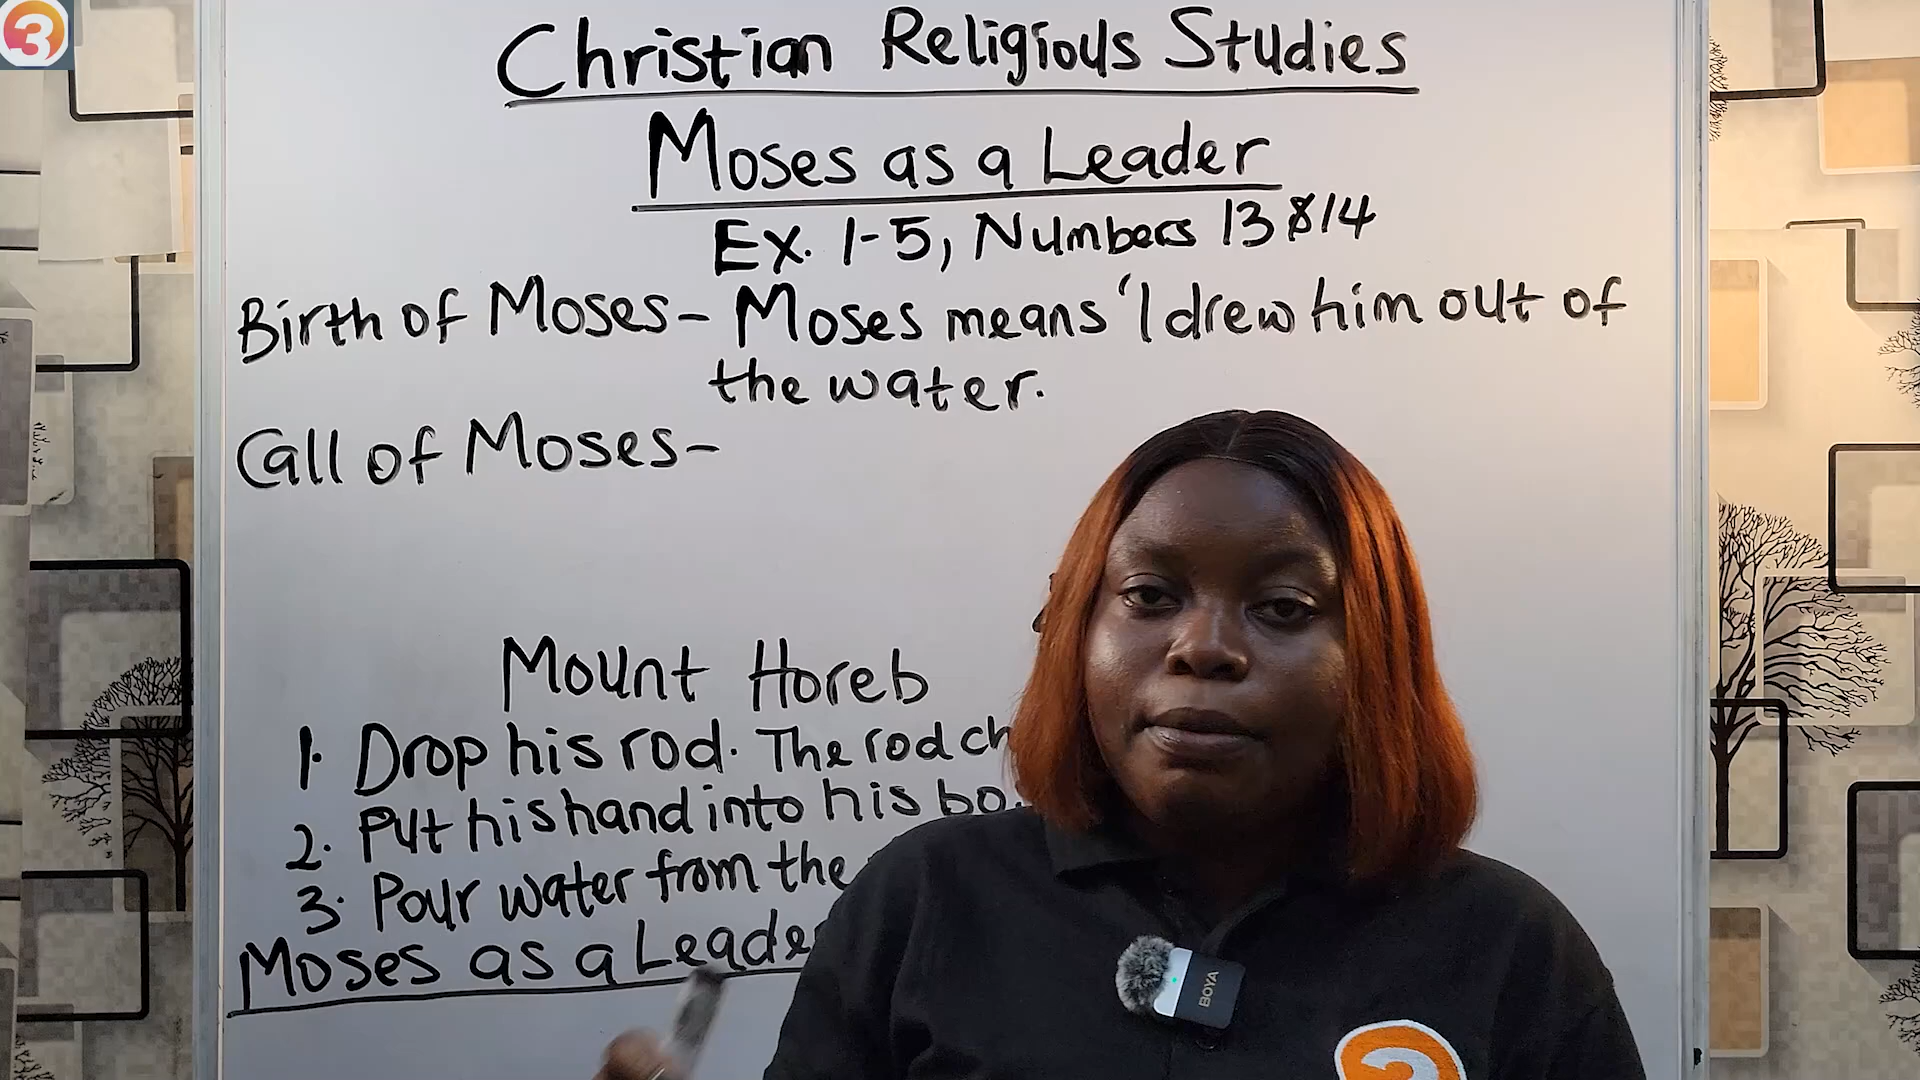 3
Christian Religious Studies
Moses as a Leader
Ex. 1-5, Numbers 13 & 14
Birth of Moses - Moses means 'I drew him out of
the water.
Call of Moses -
Mount Horeb
1. Drop his rod. The rod
2. Put his hand into his
3. Pour water from the
Moses as a
BOYA